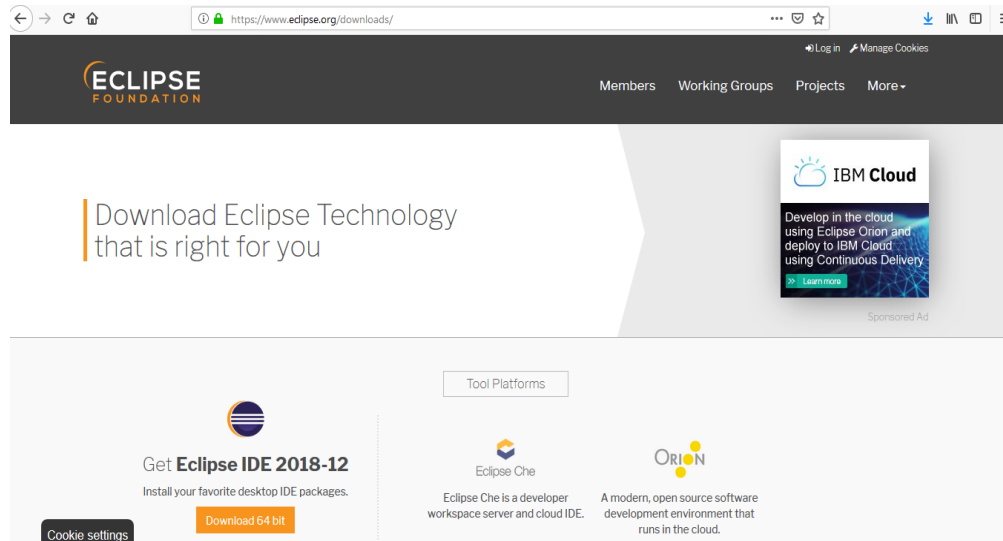 https://www.eclipse.org/downloads/
Log in Manage Cookies
ECLIPSE
FOUNDATION
Members Working Groups Projects More
IBM Cloud
Develop in the cloud
using Eclipse Orion and
deploy to IBM Cloud
using Continuous Delivery
Learn more
Sponsored Ad
Download Eclipse Technology
that is right for you
Tool Platforms
Get Eclipse IDE 2018-12
Install your favorite desktop IDE packages.
Download 64 bit
Eclipse Che
Eclipse Che is a developer
workspace server and cloud IDE.
ORION
A modern, open source software
development environment that
runs in the cloud.
Cookie settings